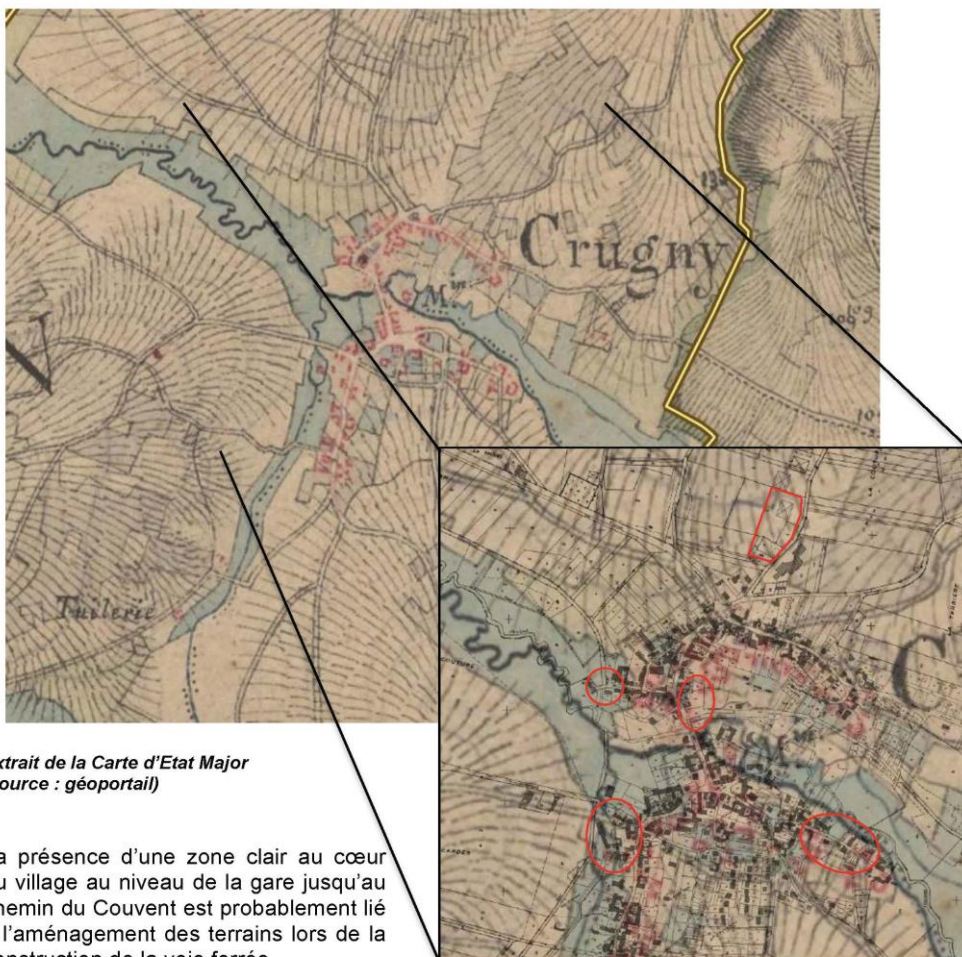 Crugny
M.in
V
Tuilerie
C
xtrait de la Carte d'Etat Major
ource : géoportail)
a présence d'une zone clair au cœur
u village au niveau de la gare jusqu'au
hemin du Couvent est probablement lié
l'aménagement des terrains lors de la
onstruction de la voie ferrée